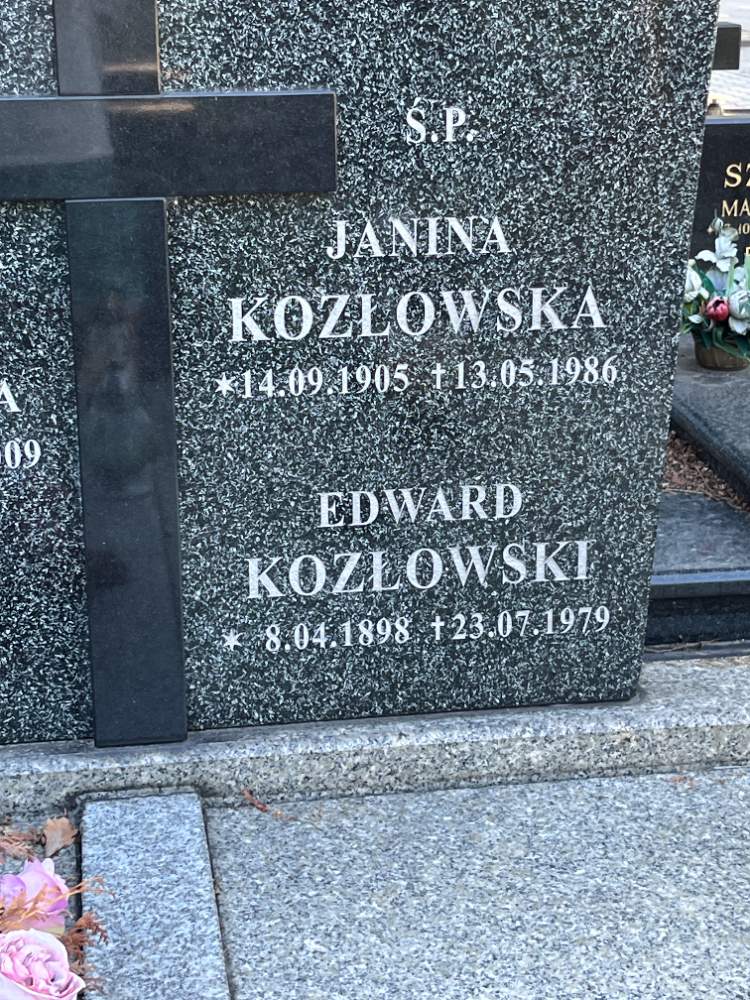 Ś.P.
JANINA
KOZŁOWSKA
*14.09.1905 †13.05.1986
EDWARD
KOZŁOWSKI
* 8.04.1898 †23.07.1979